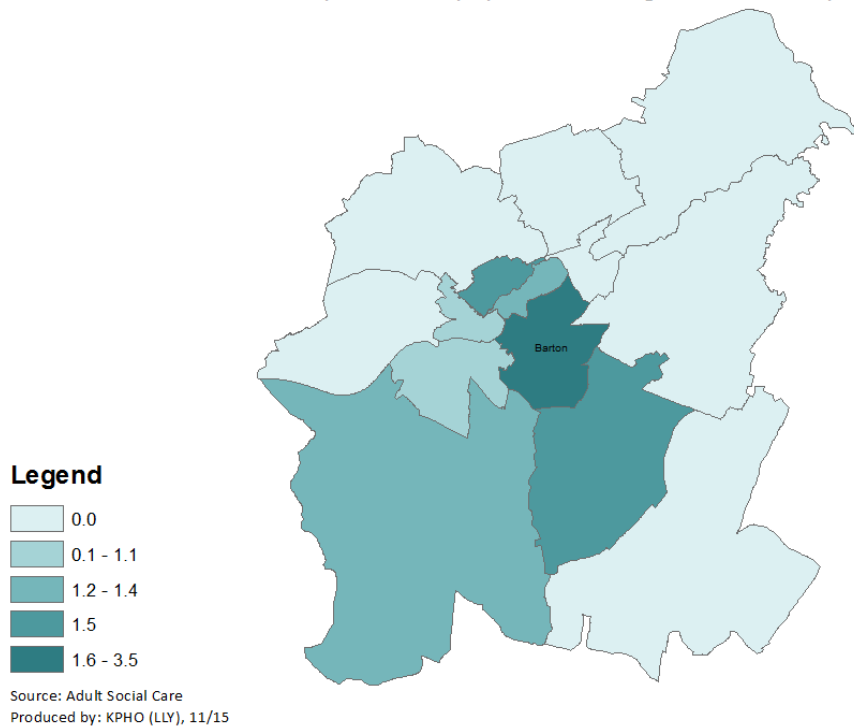 Barton
Legend
0.0
0.1 - 1.1
1.2 - 1.4
1.5
1.6 - 3.5
Source: Adult Social Care
Produced by: KPHO (LLY), 11/15